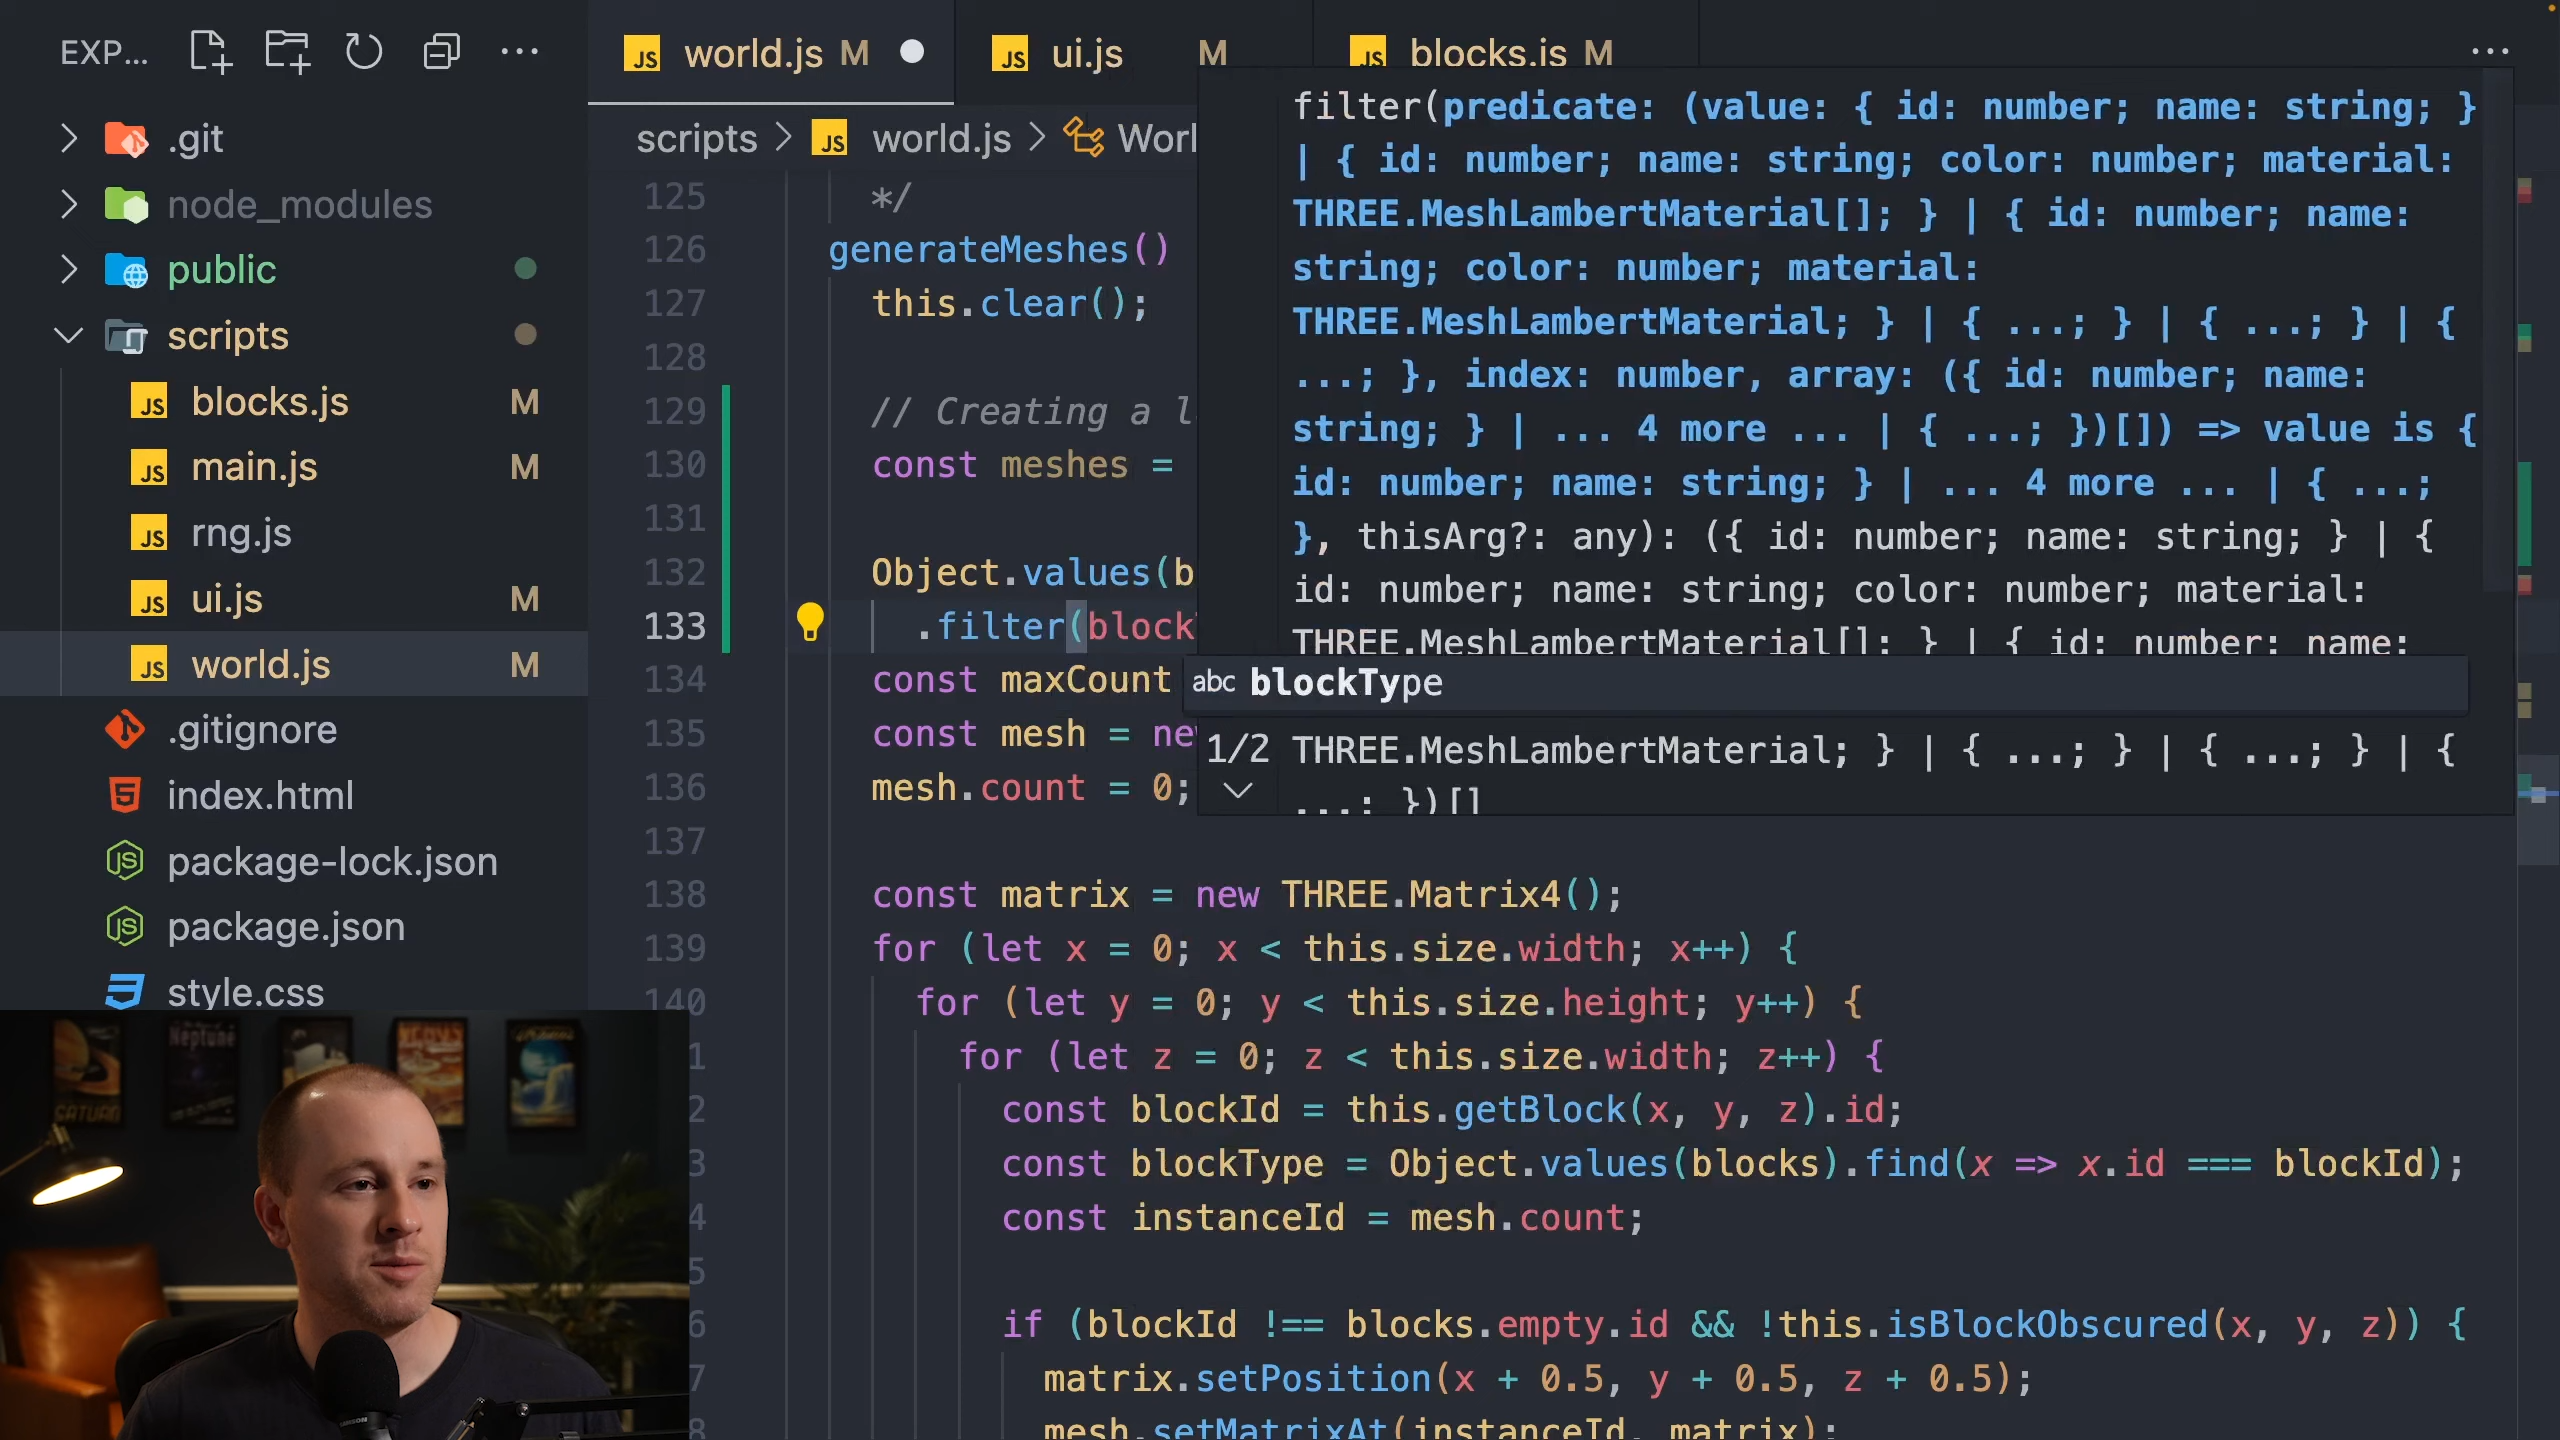 EXP...
world.js M
ui.js M
blocks.js M
.git
node_modules
public
scripts
blocks.js M
main.js M
rng.js
ui.js M
world.js M
.gitignore
index.html
package-lock.json
package.json
style.css
scripts > world.js > Worl
125 */
126 generateMeshes()
127 this.clear();
128
129 // Creating a l
130 const meshes =
131
132 Object.values(b
133 .filter(block
134 const maxCount
135 const mesh = new
136 mesh.count = 0;
137
138 const matrix = new THREE.Matrix4();
139 for (let x = 0; x < this.size.width; x++) {
140 for (let y = 0; y < this.size.height; y++) {
1 for (let z = 0; z < this.size.width; z++) {
2 const blockId = this.getBlock(x, y, z).id;
3 const blockType = Object.values(blocks).find(x => x.id === blockId);
4 const instanceId = mesh.count;
5
6 if (blockId !== blocks.empty.id && !this.isBlockObscured(x, y, z)) {
7 matrix.setPosition(x + 0.5, y + 0.5, z + 0.5);
8 mesh.setMatrixAt(instanceId, matrix);
filter(predicate: (value: { id: number; name: string; }
| { id: number; name: string; color: number; material:
THREE.MeshLambertMaterial[]; } | { id: number; name:
string; color: number; material:
THREE.MeshLambertMaterial; } | { ...; } | { ...; } | {
...; }, index: number, array: ({ id: number; name:
string; } | ... 4 more ... | { ...; })[]) => value is {
id: number; name: string; } | ... 4 more ... | { ...;
}, thisArg?: any): ({ id: number; name: string; } | {
id: number; name: string; color: number; material:
THREE.MeshLambertMaterial[]; } | { id: number; name:
abc blockType
1/2
THREE.MeshLambertMaterial; } | { ...; } | { ...; } | {
...; })[]
SATURN
Neptune
VENUS